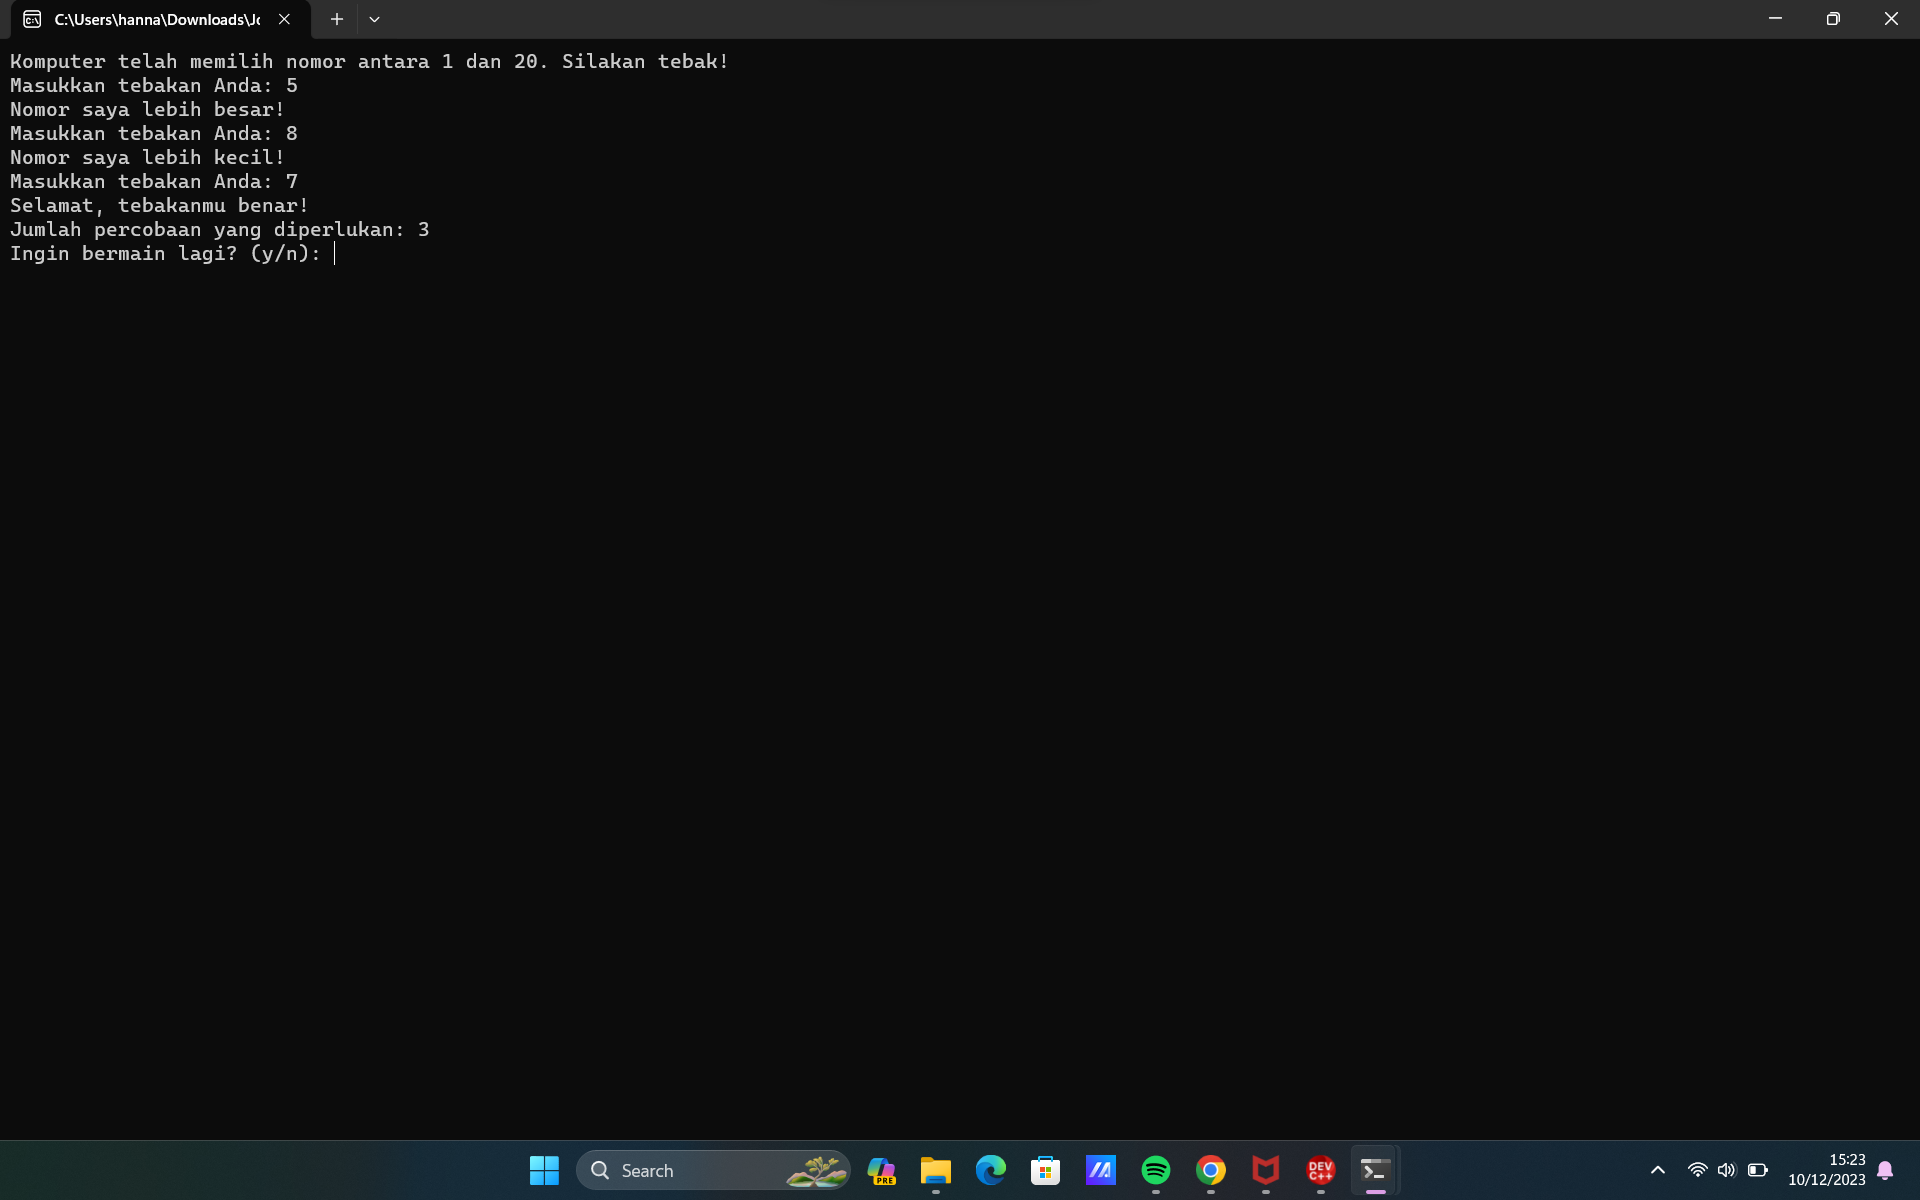 C:\Users\hanna\Downloads\Jo
Komputer telah memilih nomor antara 1 dan 20. Silakan tebak!
Masukkan tebakan Anda: 5
Nomor saya lebih besar!
Masukkan tebakan Anda: 8
Nomor saya lebih kecil!
Masukkan tebakan Anda: 7
Selamat, tebakanmu benar!
Jumlah percobaan yang diperlukan: 3
Ingin bermain lagi? (y/n):
Search
PRE
DEV
C++
15:23
10/12/2023